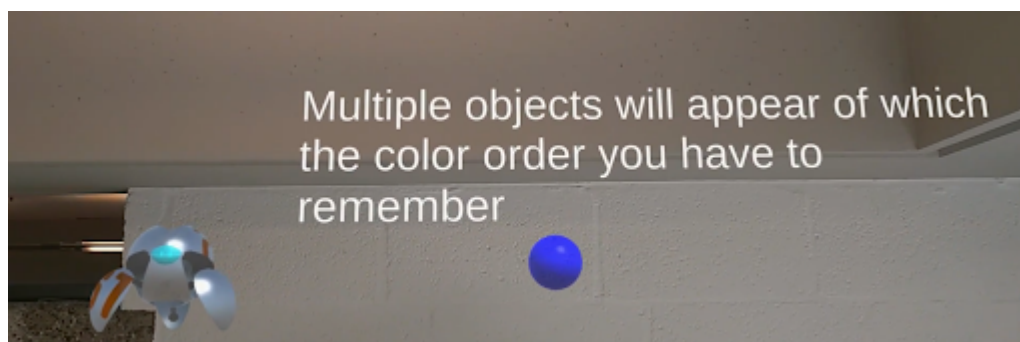 Multiple objects will appear of which
the color order you have to
remember